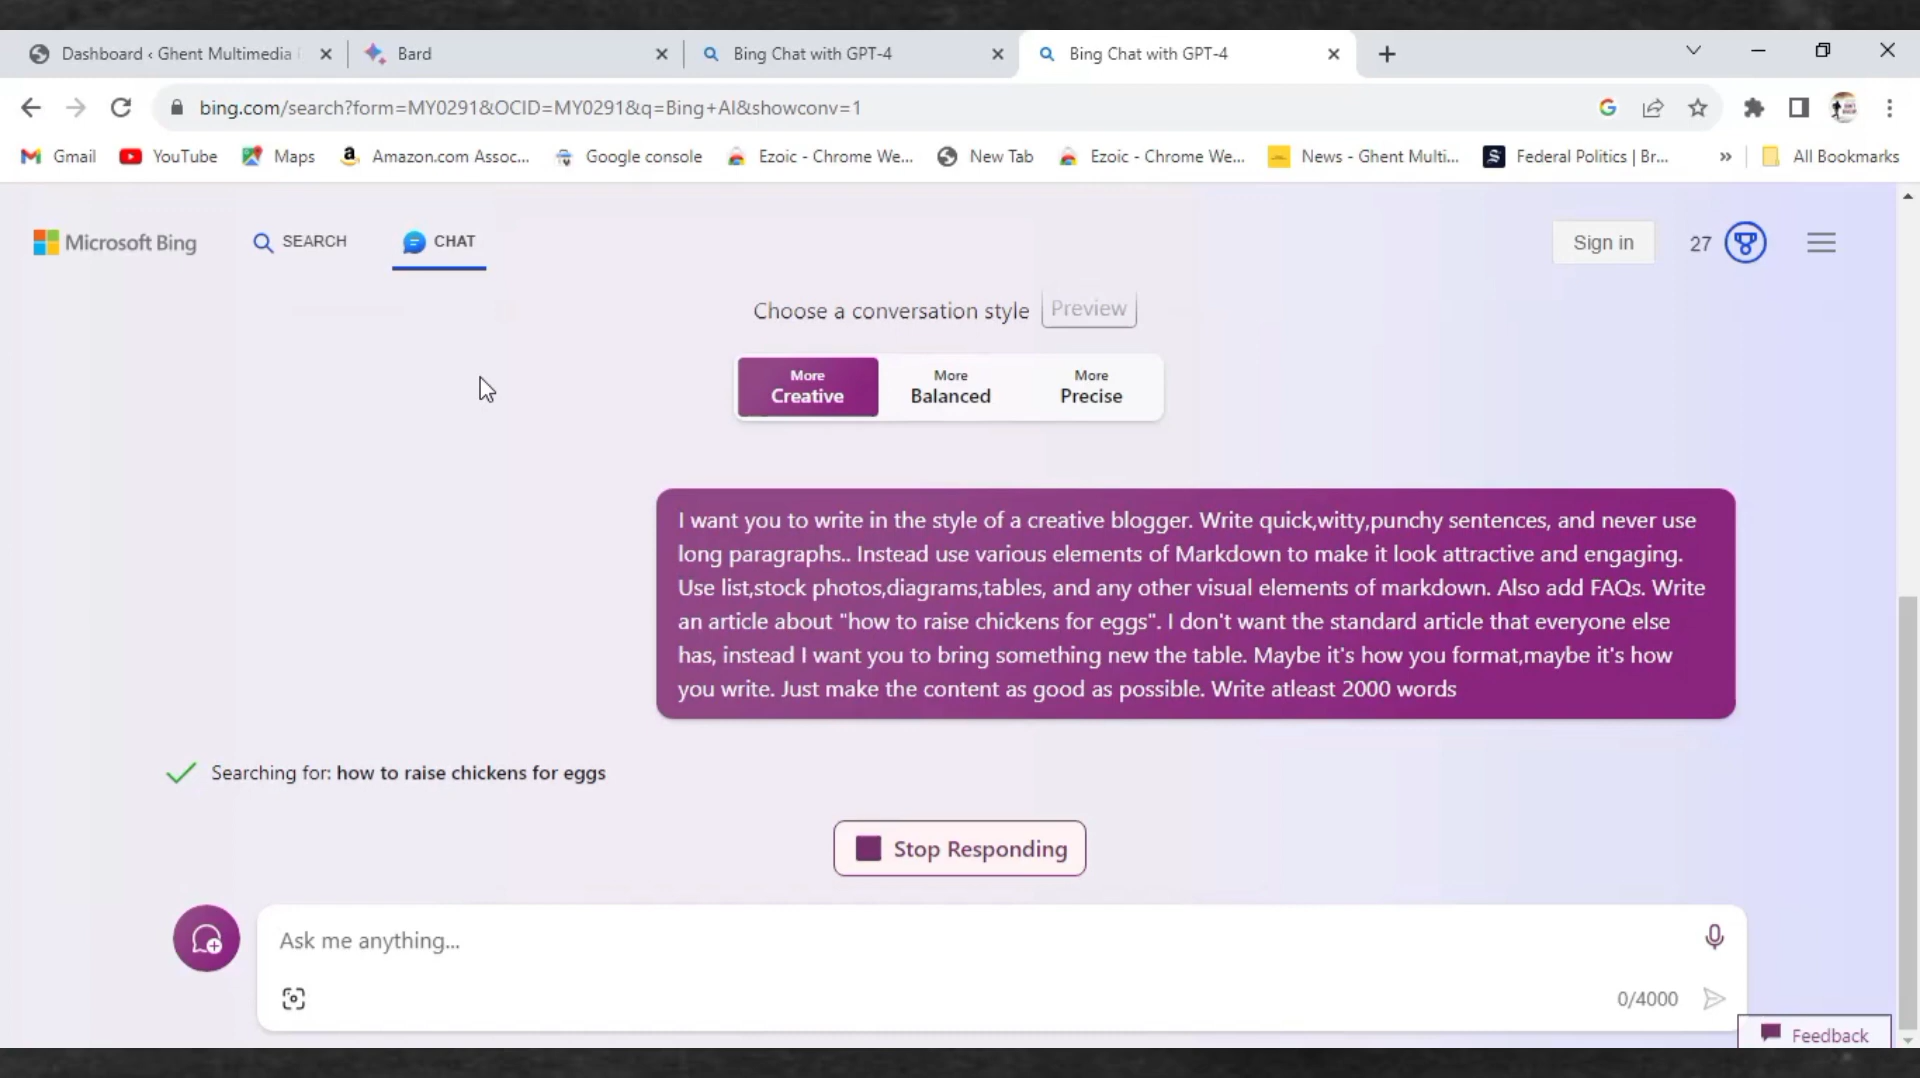 Dashboard ‹ Ghent Multimedia
Bard
Bing Chat with GPT-4
Bing Chat with GPT-4
bing.com/search?form=MY0291&OCID=MY0291&q=Bing+AI&showconv=1
Gmail
YouTube
Maps
Amazon.com Assoc...
Google console
Ezoic - Chrome We...
New Tab
Ezoic - Chrome We...
News - Ghent Multi...
Federal Politics | Br...
»
All Bookmarks
Microsoft Bing
SEARCH
CHAT
Sign in
27
Choose a conversation style
Preview
More
Creative
More
Balanced
More
Precise
I want you to write in the style of a creative blogger. Write quick,witty,punchy sentences, and never use
long paragraphs.. Instead use various elements of Markdown to make it look attractive and engaging.
Use list,stock photos,diagrams,tables, and any other visual elements of markdown. Also add FAQs. Write
an article about "how to raise chickens for eggs". I don't want the standard article that everyone else
has, instead I want you to bring something new the table. Maybe it's how you format,maybe it's how
you write. Just make the content as good as possible. Write atleast 2000 words
Searching for: how to raise chickens for eggs
Stop Responding
Ask me anything...
0/4000
Feedback